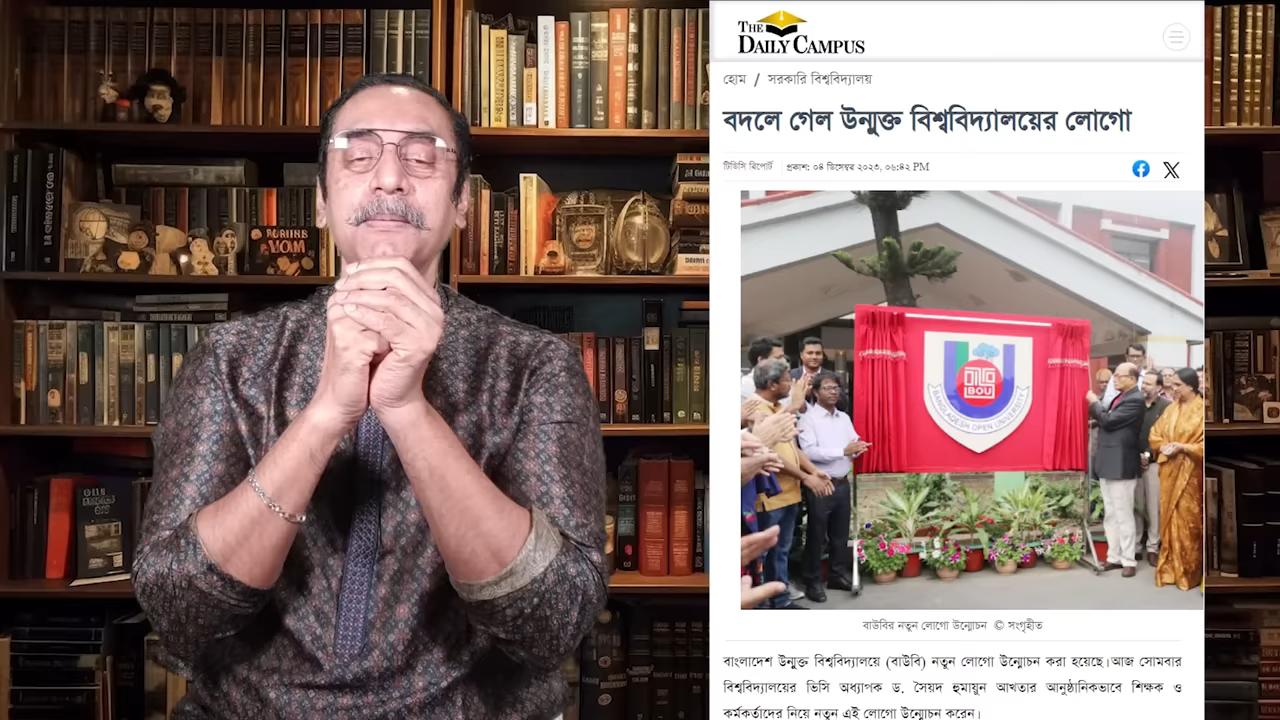 THE
DAILY CAMPUS
হোম / সরকারি বিশ্ববিদ্যালয়
বদলে গেল উন্মুক্ত বিশ্ববিদ্যালয়ের লোগো
টিডিসি রিপোর্ট
প্রকাশ: ০৪ ডিসেম্বর ২০২৩, ০৬:৪২ PM
BOU
BANGLADESH OPEN UNIVERSITY
বাউবির নতুন লোগো উন্মোচন © সংগৃহীত
বাংলাদেশ উন্মুক্ত বিশ্ববিদ্যালয়ে (বাউবি) নতুন লোগো উন্মোচন করা হয়েছে।আজ সোমবার
বিশ্ববিদ্যালয়ের ভিসি অধ্যাপক ড. সৈয়দ হুমায়ুন আখতার আনুষ্ঠানিকভাবে শিক্ষক ও
কর্মকর্তাদের নিয়ে নতুন এই লোগো উন্মোচন করেন।